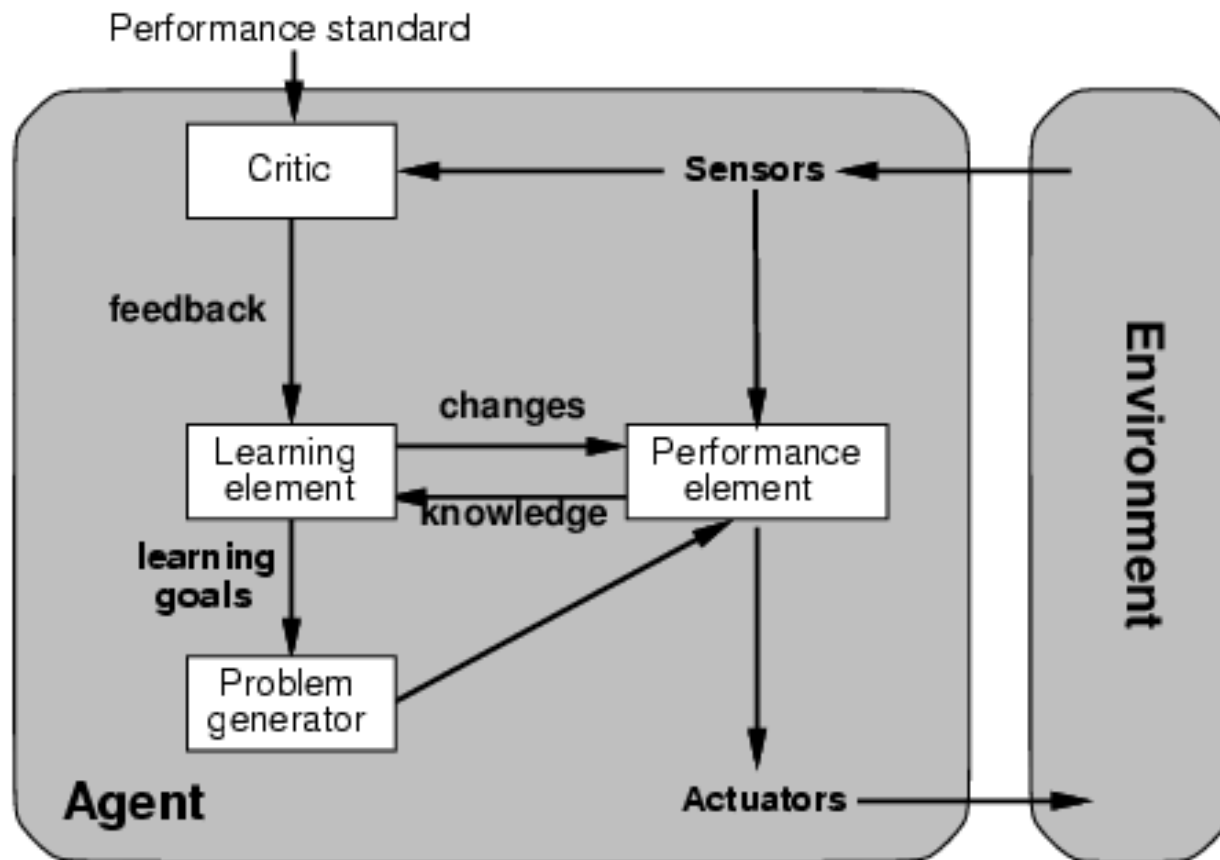 Performance standard
Critic
Sensors
feedback
changes
Learning
element
Performance
element
knowledge
learning
goals
Problem
generator
Agent
Actuators
Environment